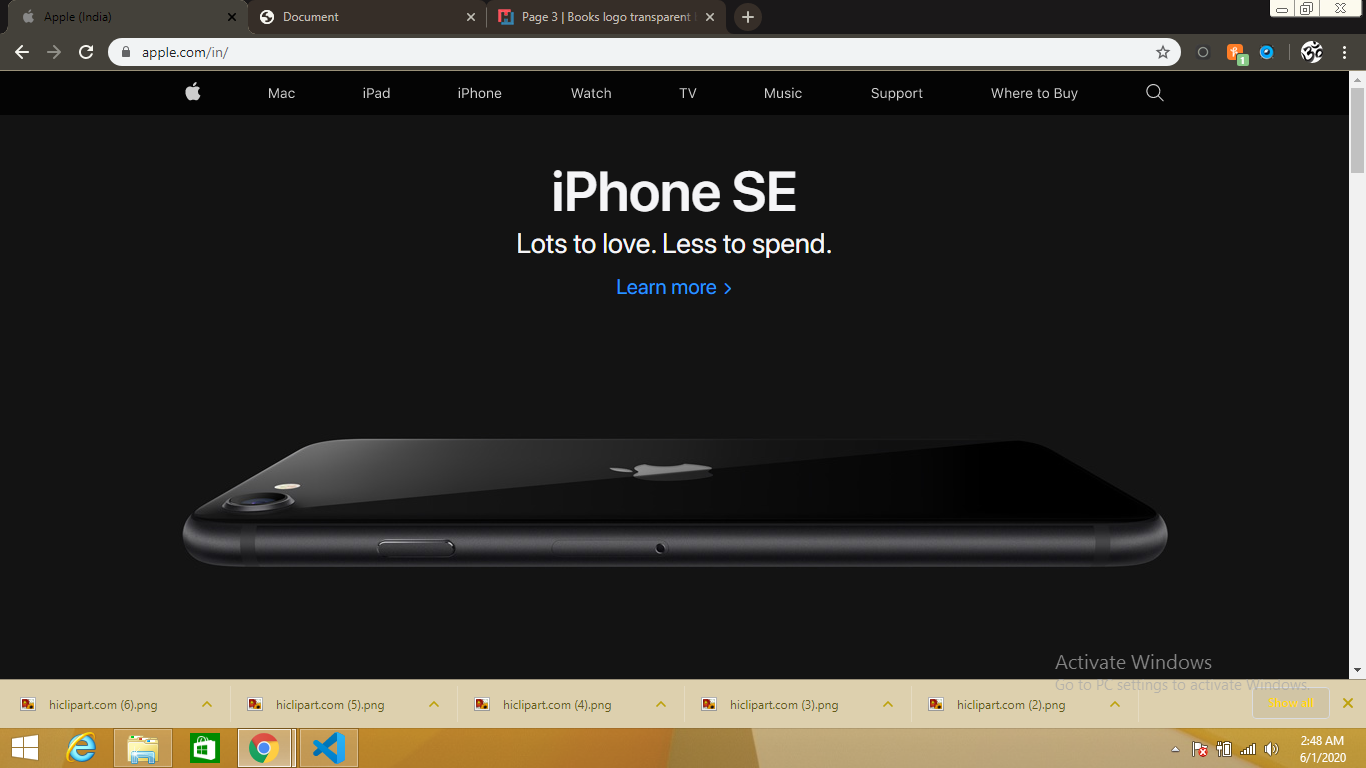 Apple (India)
Document
Page 3 | Books logo transparent
apple.com/in/
1
Mac
iPad
iPhone
Watch
TV
Music
Support
Where to Buy
iPhone SE
Lots to love. Less to spend.
Learn more >
Activate Windows
Go to PC settings to activate Windows.
hiclipart.com (6).png
hiclipart.com (5).png
hiclipart.com (4).png
hiclipart.com (3).png
hiclipart.com (2).png
Show all
2:48 AM
6/1/2020